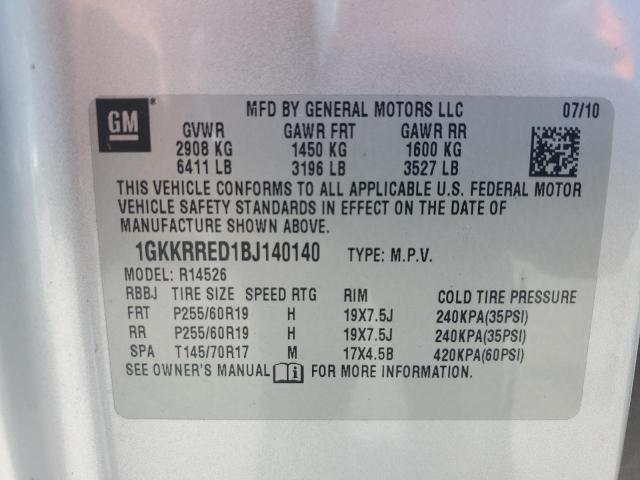 GM
MFD BY GENERAL MOTORS LLC 07/10
GVWR GAWR FRT GAWR RR
2908 KG 1450 KG 1600 KG
6411 LB 3196 LB 3527 LB
THIS VEHICLE CONFORMS TO ALL APPLICABLE U.S. FEDERAL MOTOR
VEHICLE SAFETY STANDARDS IN EFFECT ON THE DATE OF
MANUFACTURE SHOWN ABOVE.
1GKKRRED1BJ140140 TYPE: M.P.V.
MODEL: R14526
RBBJ TIRE SIZE SPEED RTG RIM COLD TIRE PRESSURE
FRT P255/60R19 H 19X7.5J 240KPA(35PSI)
RR P255/60R19 H 19X7.5J 240KPA(35PSI)
SPA T145/70R17 M 17X4.5B 420KPA(60PSI)
SEE OWNER'S MANUAL i FOR MORE INFORMATION.